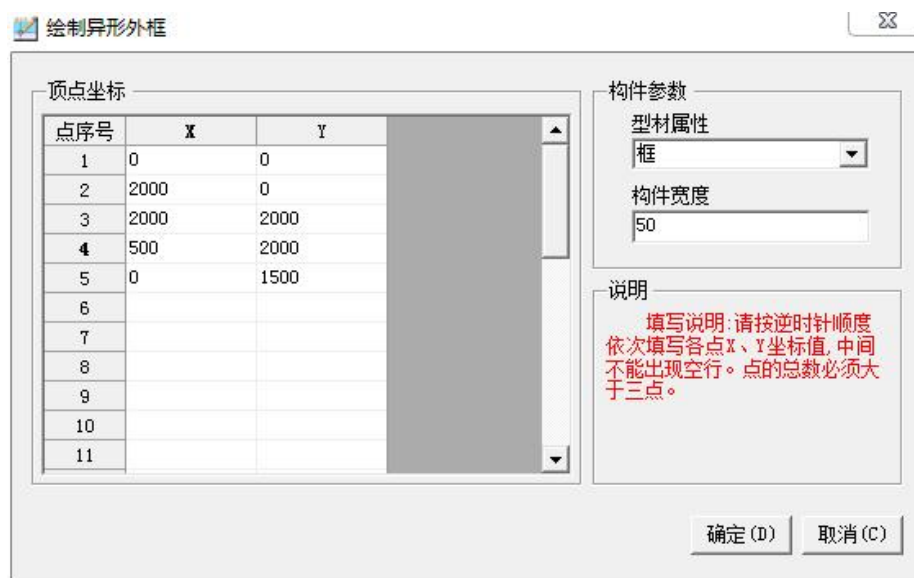 绘制异形外框
顶点坐标
点序号 X Y
1 0 0
2 2000 0
3 2000 2000
4 500 2000
5 0 1500
6
7
8
9
10
11
构件参数
型材属性
框
构件宽度
50
说明
填写说明:请按逆时针顺度
依次填写各点X、Y坐标值,中间
不能出现空行。点的总数必须大
于三点。
确定(D) 取消(C)